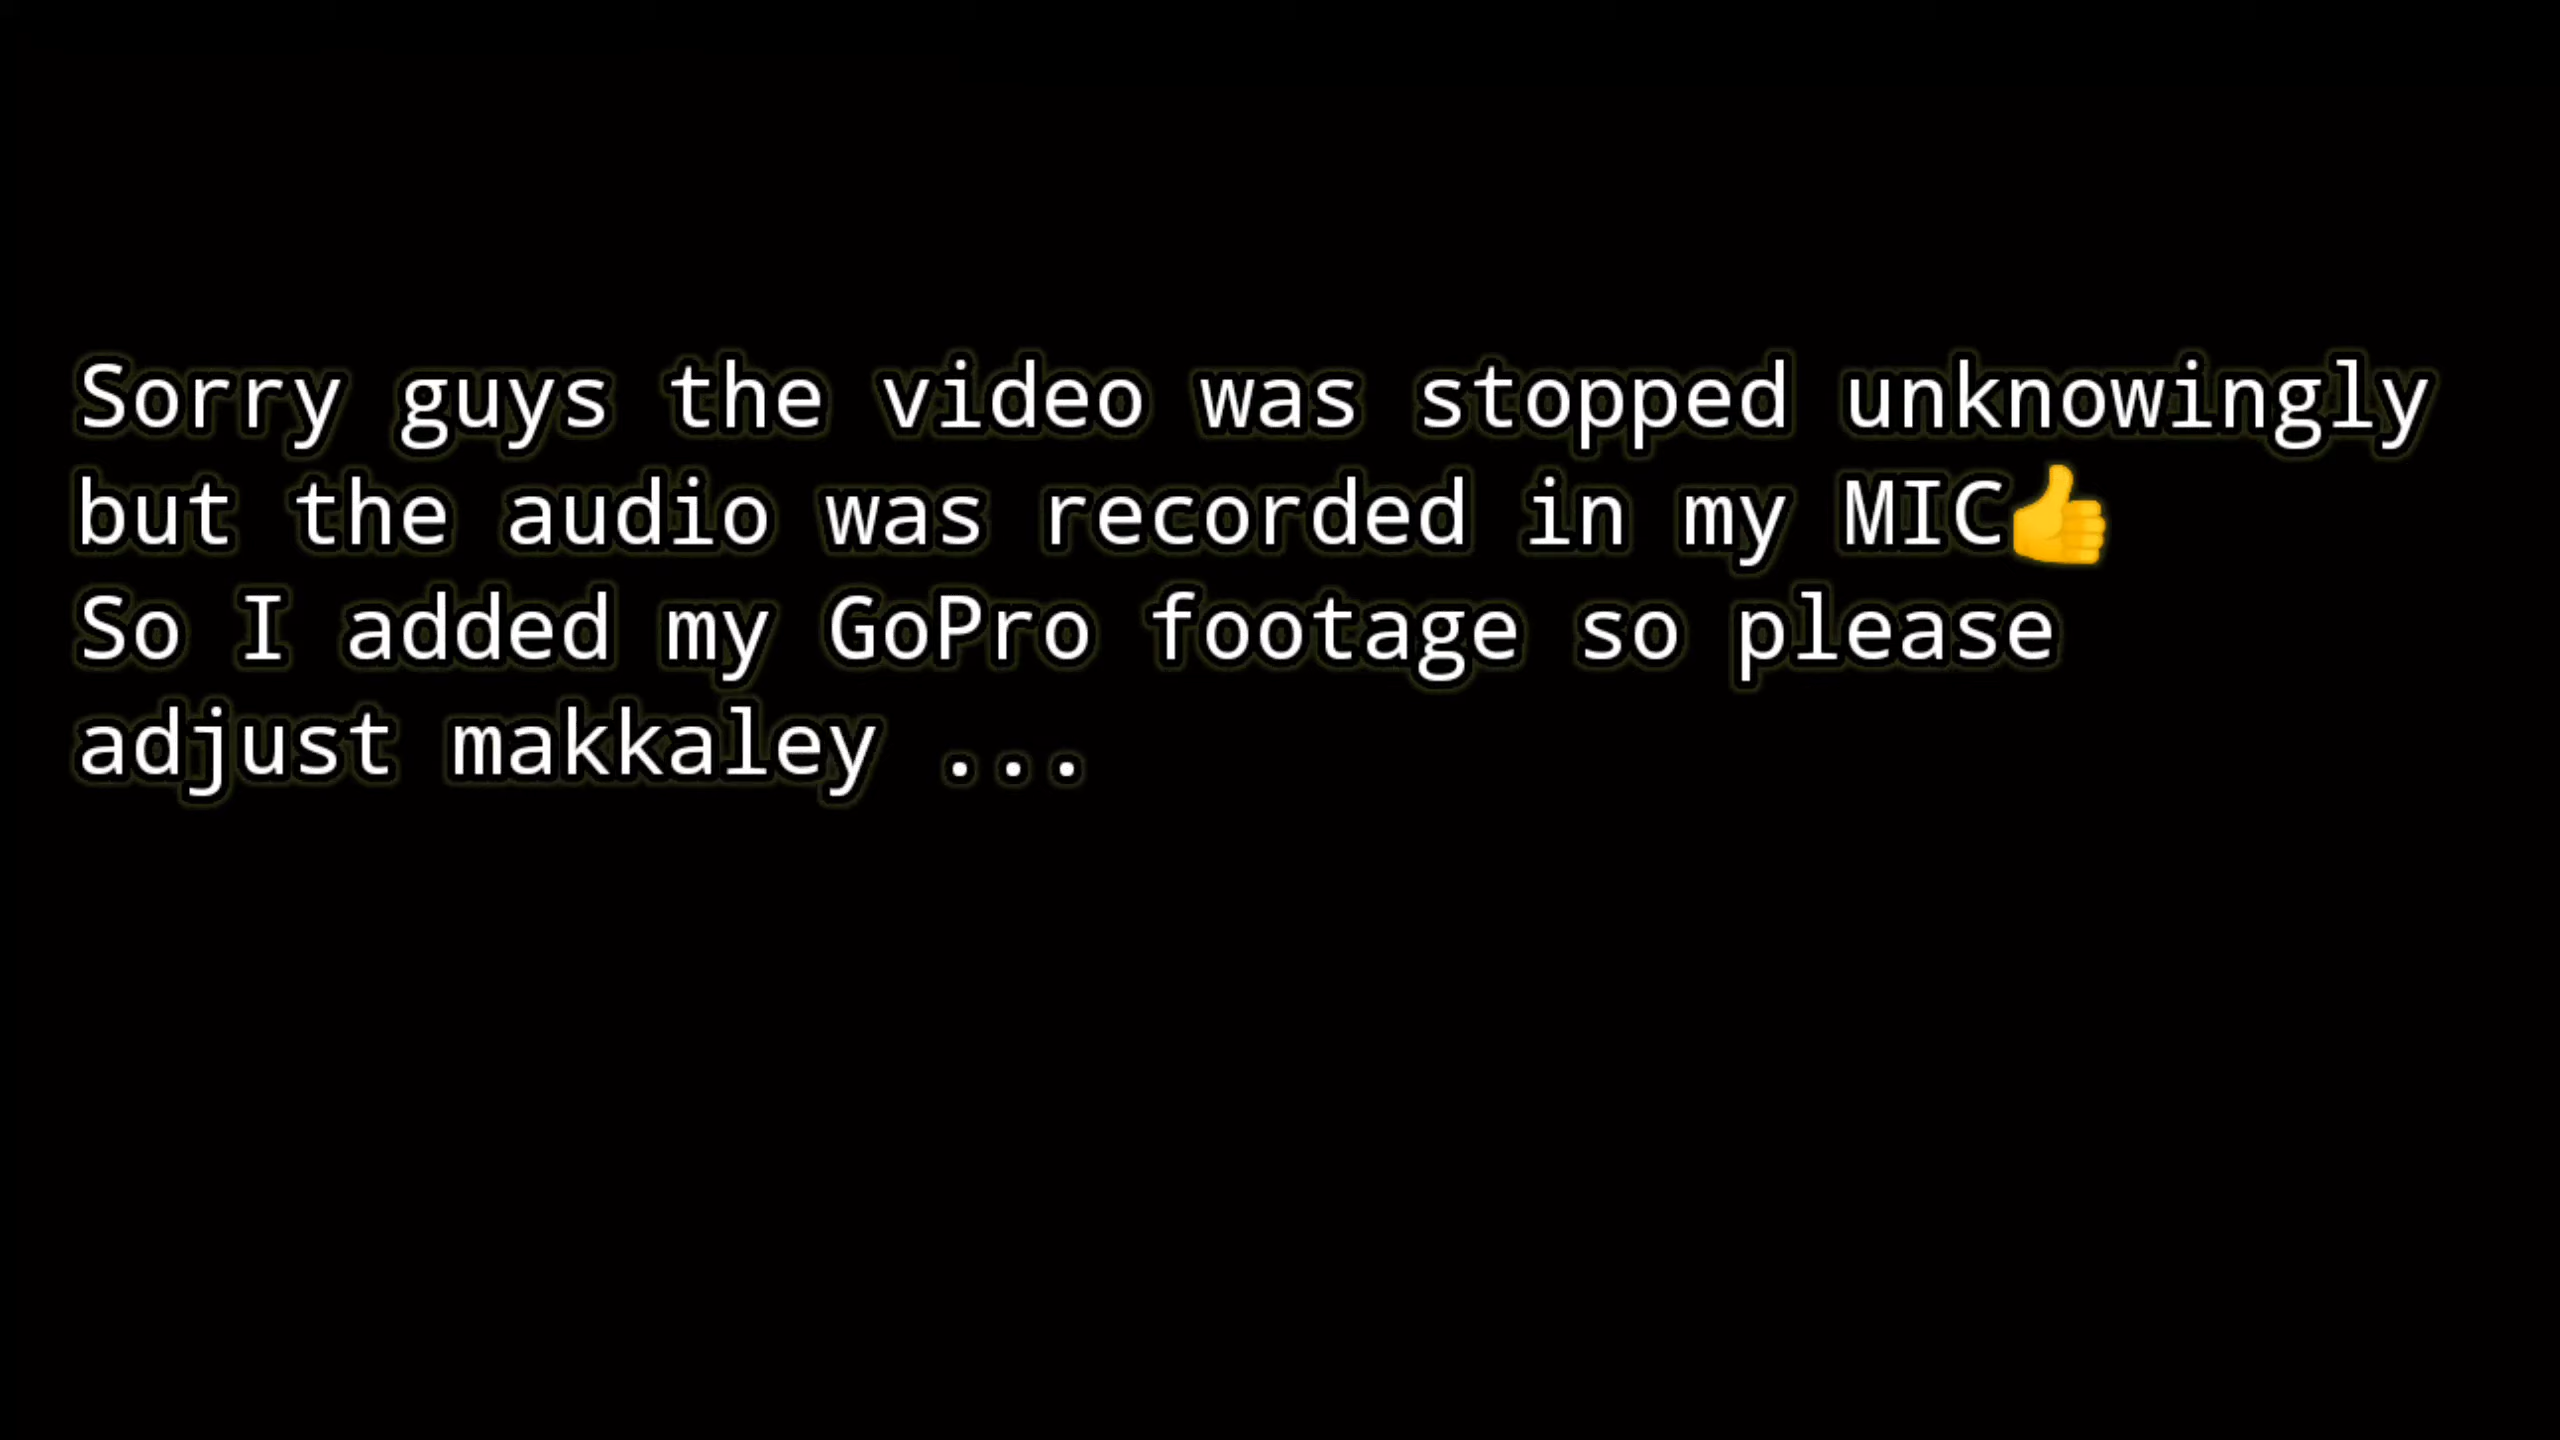 Sorry guys the video was stopped unknowingly
but the audio was recorded in my MIC👍
So I added my GoPro footage so please
adjust makkaley ...